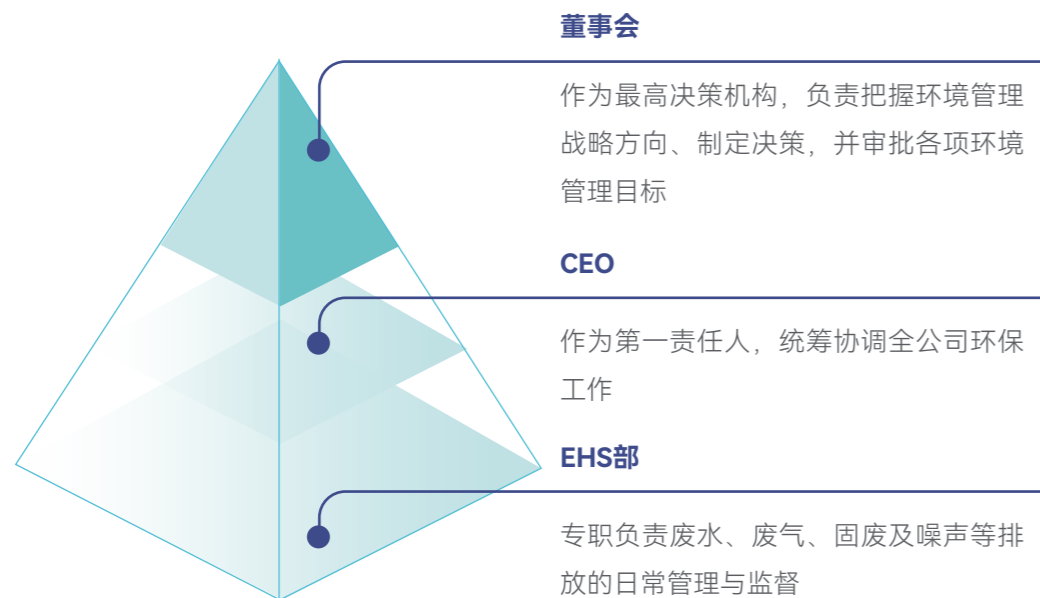 董事会
作为最高决策机构，负责把握环境管理
战略方向、制定决策，并审批各项环境
管理目标
CEO
作为第一责任人，统筹协调全公司环保
工作
EHS部
专职负责废水、废气、固废及噪声等排
放的日常管理与监督